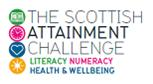 THE SCOTTISH
ATTAINMENT
CHALLENGE
LITERACY NUMERACY
HEALTH & WELLBEING